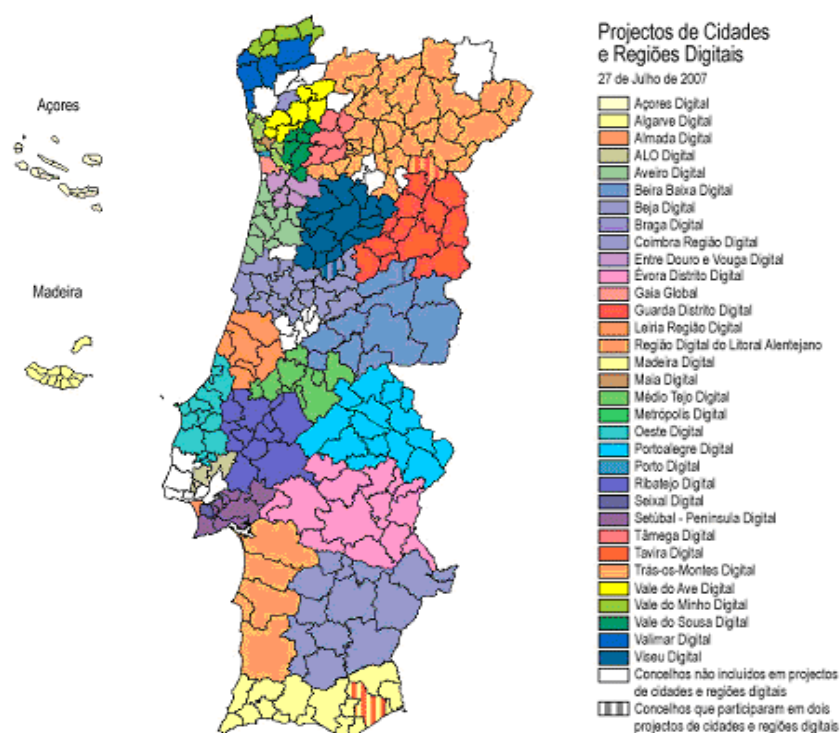 Projectos de Cidades
e Regiões Digitais
27 de Julho de 2007
Açores
Madeira
Açores Digital
Algarve Digital
Almada Digital
ALO Digital
Aveiro Digital
Beira Baixa Digital
Beja Digital
Braga Digital
Coimbra Região Digital
Entre Douro e Vouga Digital
Évora Distrito Digital
Gaia Global
Guarda Distrito Digital
Leiria Região Digital
Região Digital do Litoral Alentejano
Madeira Digital
Maia Digital
Médio Tejo Digital
Metrópolis Digital
Oeste Digital
Portoalegre Digital
Porto Digital
Ribatejo Digital
Seixal Digital
Setúbal - Península Digital
Tâmega Digital
Tavira Digital
Trás-os-Montes Digital
Vale do Ave Digital
Vale do Minho Digital
Vale do Sousa Digital
Valimar Digital
Viseu Digital
Concelhos não incluídos em projectos
de cidades e regiões digitais
Concelhos que participaram em dois
projectos de cidades e regiões digitais